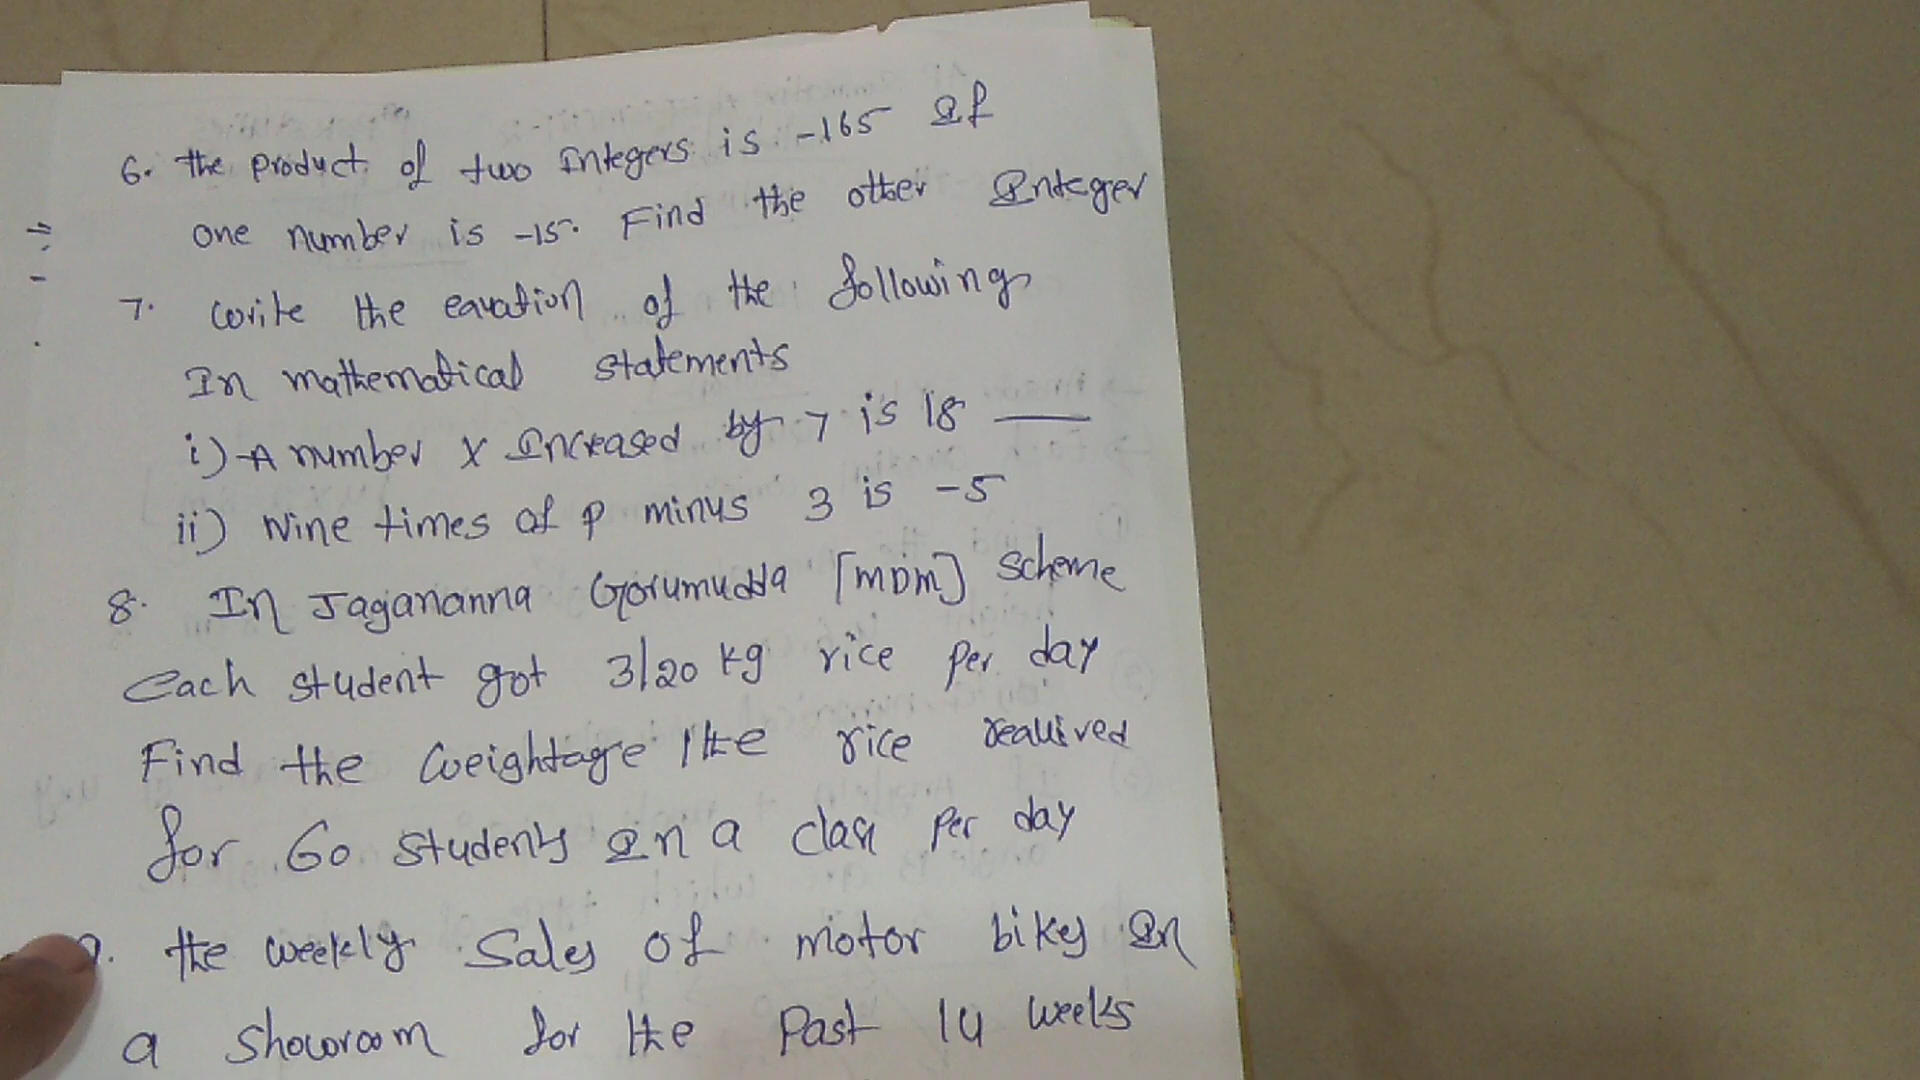 6. the product of two Integers is -165 If
one number is -15. Find the other Integer
7. write the eauation of the following
In mathematical statements
i) A number x Increased by 7 is 18 ___
ii) Nine times of p minus 3 is -5
8. In Jagananna Gorumudda [MDM] scheme
each student got 3/20 kg rice per day
Find the weightage the rice reauired
for 60 students In a class per day
9. the weekly sales of motor bikes In
a showroom for the Past 14 weeks